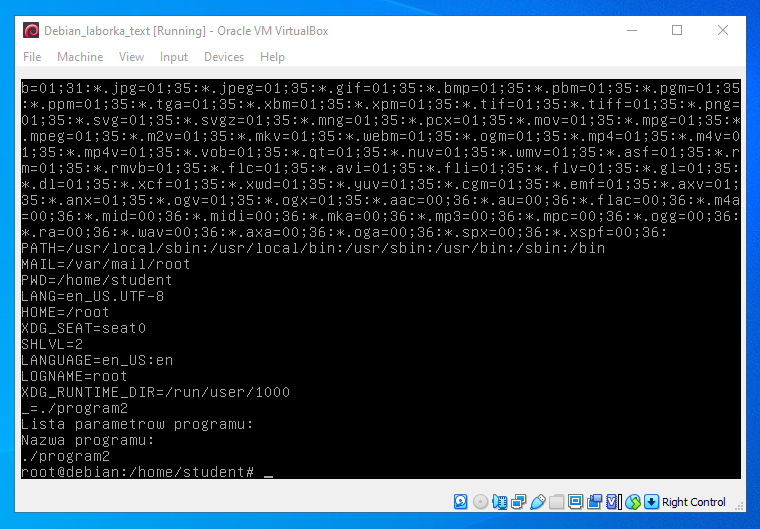 Debian_laborka_text [Running] - Oracle VM VirtualBox
File Machine View Input Devices Help
b=01;31:*.jpg=01;35:*.jpeg=01;35:*.gif=01;35:*.bmp=01;35:*.pbm=01;35:*.pgm=01;35
:*.ppm=01;35:*.tga=01;35:*.xbm=01;35:*.xpm=01;35:*.tif=01;35:*.tiff=01;35:*.png=
01;35:*.svg=01;35:*.svgz=01;35:*.mng=01;35:*.pcx=01;35:*.mov=01;35:*.mpg=01;35:*
.mpeg=01;35:*.m2v=01;35:*.mkv=01;35:*.webm=01;35:*.ogm=01;35:*.mp4=01;35:*.m4v=0
1;35:*.mp4v=01;35:*.vob=01;35:*.qt=01;35:*.nuv=01;35:*.wmv=01;35:*.asf=01;35:*.r
m=01;35:*.rmvb=01;35:*.flc=01;35:*.avi=01;35:*.fli=01;35:*.flv=01;35:*.gl=01;35:
*.dl=01;35:*.xcf=01;35:*.xwd=01;35:*.yuv=01;35:*.cgm=01;35:*.emf=01;35:*.axv=01;
35:*.anx=01;35:*.ogv=01;35:*.ogx=01;35:*.aac=00;36:*.au=00;36:*.flac=00;36:*.m4a
=00;36:*.mid=00;36:*.midi=00;36:*.mka=00;36:*.mp3=00;36:*.mpc=00;36:*.ogg=00;36:
*.ra=00;36:*.wav=00;36:*.axa=00;36:*.oga=00;36:*.spx=00;36:*.xspf=00;36:
PATH=/usr/local/sbin:/usr/local/bin:/usr/sbin:/usr/bin:/sbin:/bin
MAIL=/var/mail/root
PWD=/home/student
LANG=en_US.UTF-8
HOME=/root
XDG_SEAT=seat0
SHLVL=2
LANGUAGE=en_US:en
LOGNAME=root
XDG_RUNTIME_DIR=/run/user/1000
_=./program2
Lista parametrow programu:
Nazwa programu:
./program2
root@debian:/home/student# _
Right Control